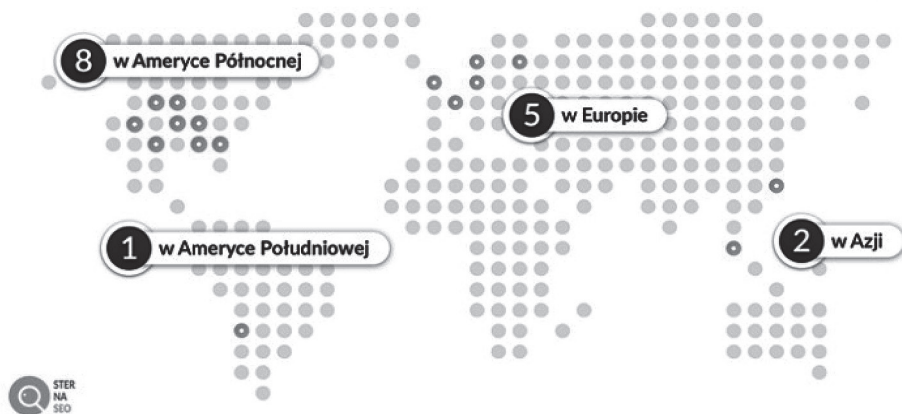 8 w Ameryce Północnej
5 w Europie
1 w Ameryce Południowej
2 w Azji
STER
NA
SEO